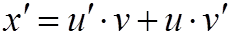 x′ = u′ · v + u · v′